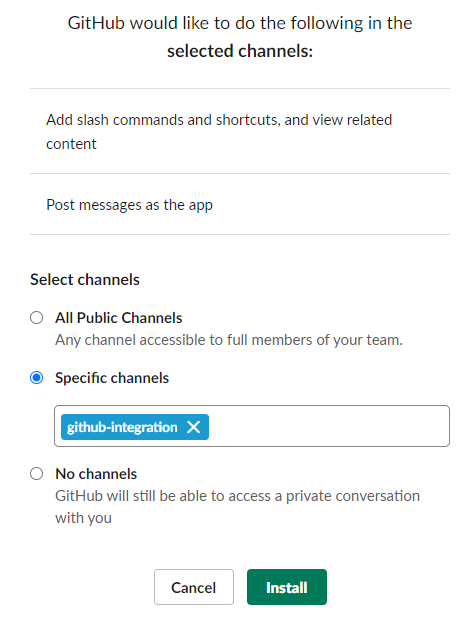 GitHub would like to do the following in the
selected channels:
Add slash commands and shortcuts, and view related
content
Post messages as the app
Select channels
All Public Channels
Any channel accessible to full members of your team.
Specific channels
github-integration
No channels
GitHub will still be able to access a private conversation
with you
Cancel
Install